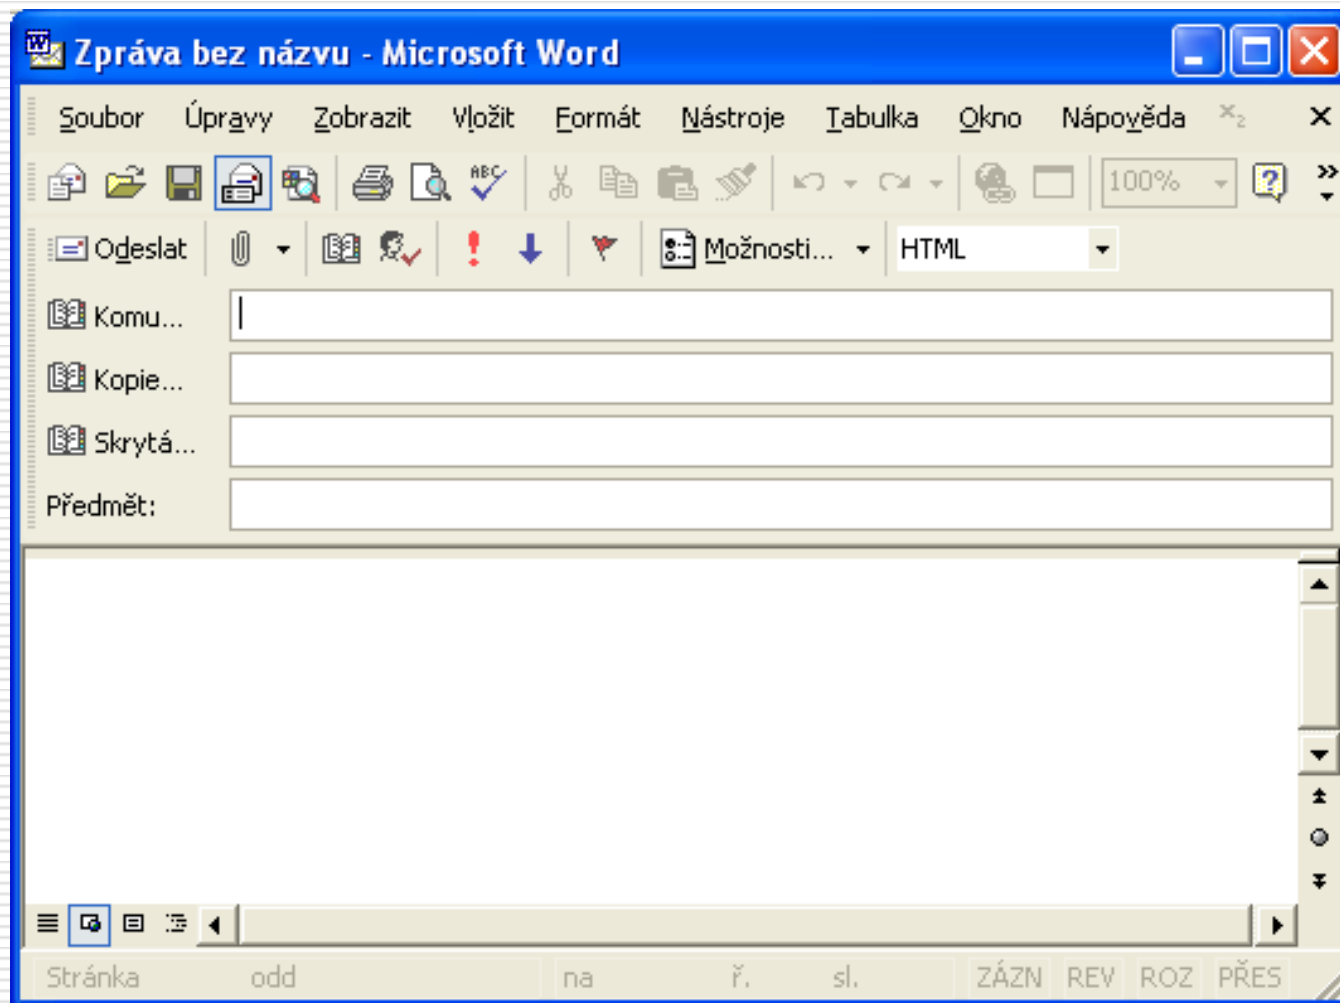 Zpráva bez názvu - Microsoft Word
Soubor Úpravy Zobrazit Vložit Formát Nástroje Tabulka Okno Nápověda x₂
ABC 100%
Odeslat Možnosti... HTML
Komu...
Kopie...
Skrytá...
Předmět:
Stránka odd na ř. sl. ZÁZN REV ROZ PŘES